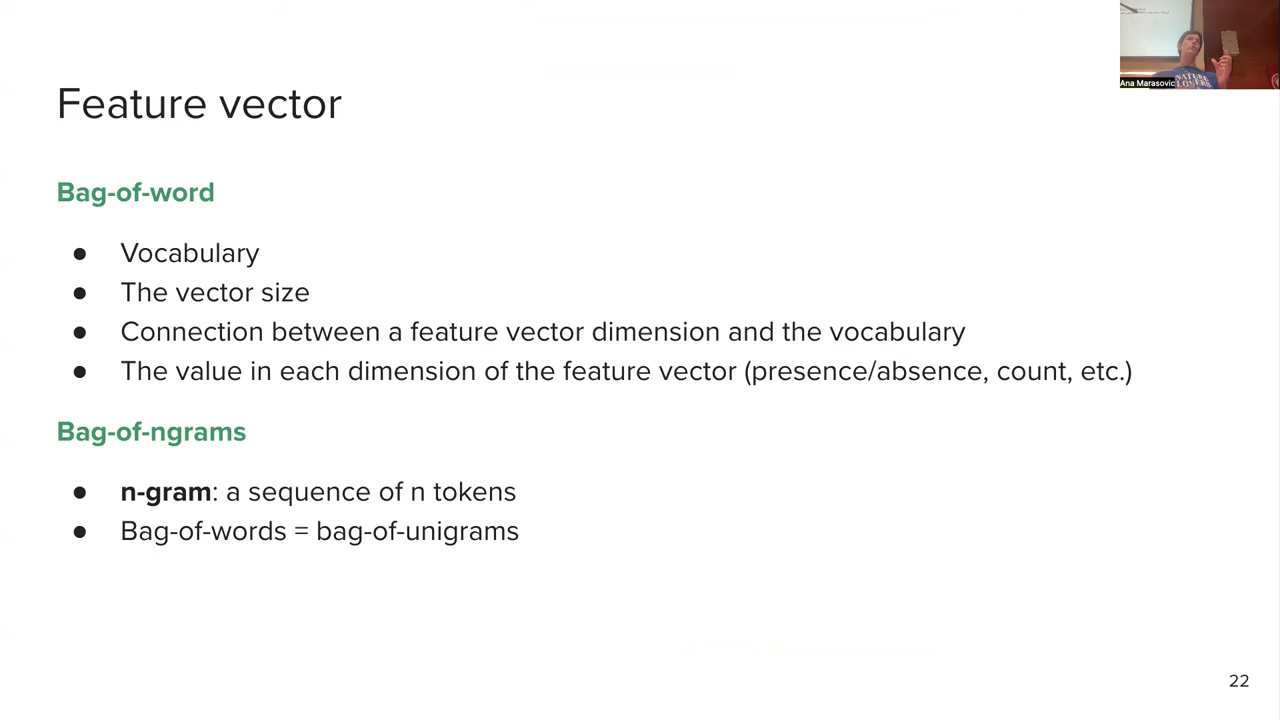 Feature vector
Bag-of-word
● Vocabulary
● The vector size
● Connection between a feature vector dimension and the vocabulary
● The value in each dimension of the feature vector (presence/absence, count, etc.)
Bag-of-ngrams
● n-gram: a sequence of n tokens
● Bag-of-words = bag-of-unigrams
22
Ana Marasovic
NATURE
LOVERS